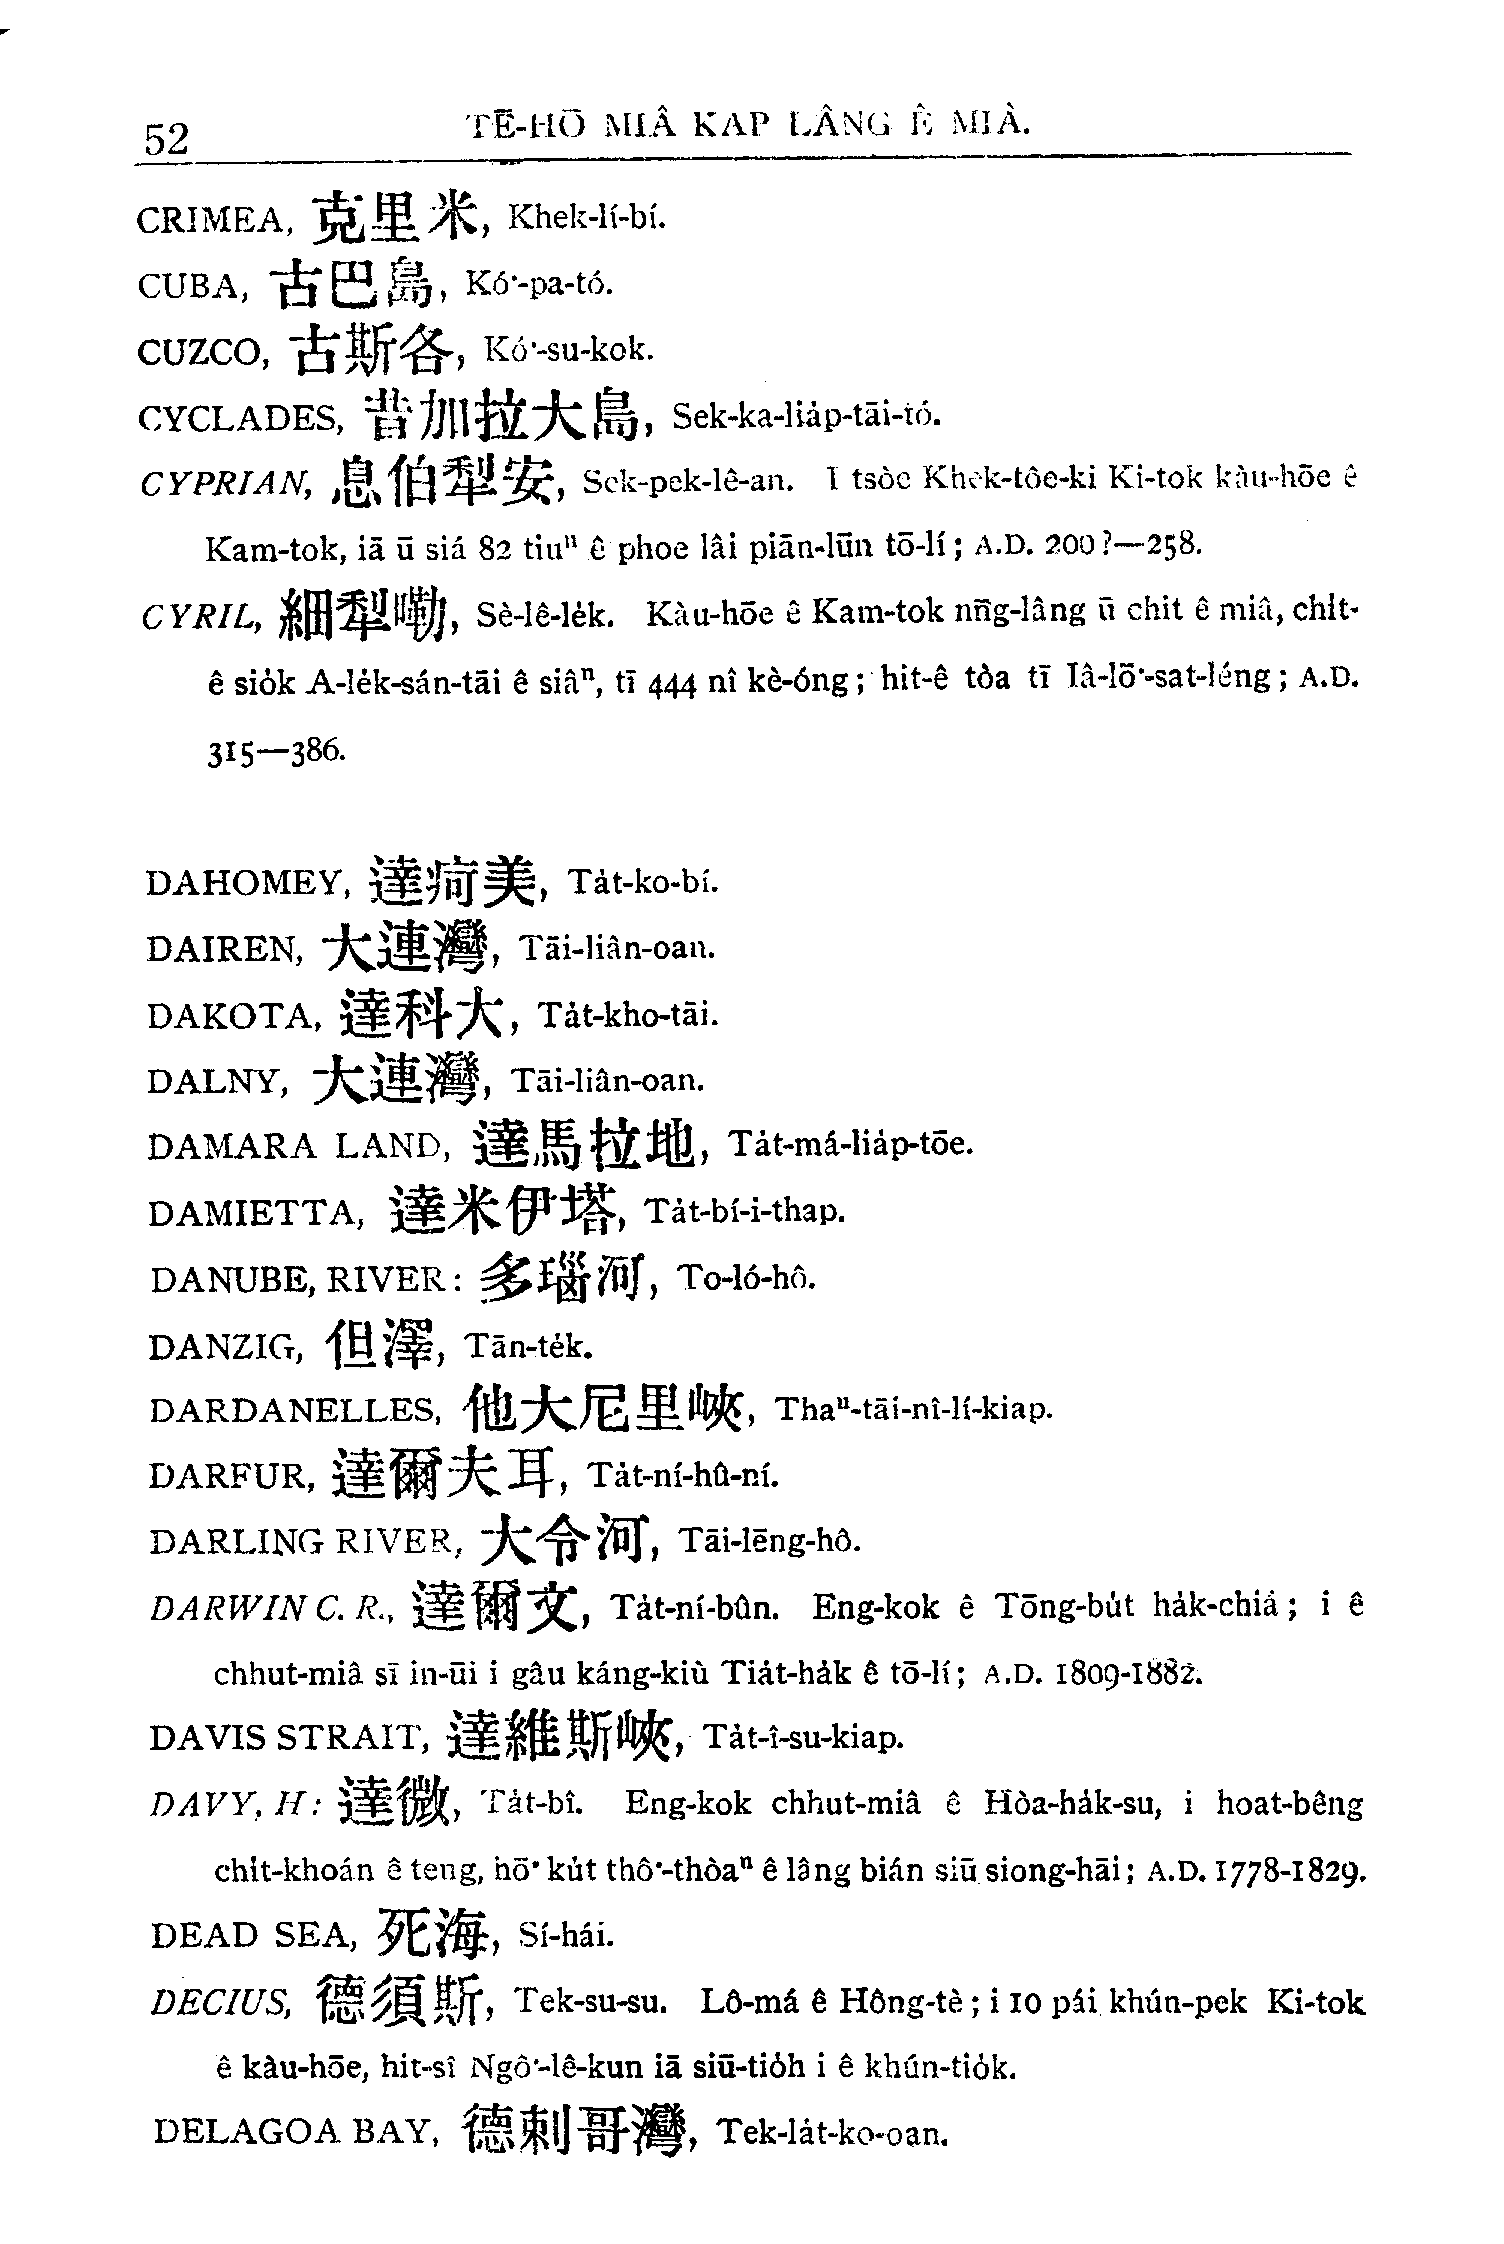 52 TĒ-HŌ MIÂ KAP LÂNG Ê MIÂ.
CRIMEA, 克里米, Khek-lí-bí.
CUBA, 古巴島, Kó͘-pa-tó.
CUZCO, 古斯各, Kó͘-su-kok.
CYCLADES, 昔加拉大島, Sek-ka-lia̍p-tāi-tó.
CYPRIAN, 息伯犁安, Sek-pek-lê-an. I tsòe Khek-tôe-ki Ki-tok kàu-hōe ê
Kam-tok, iā ū siá 82 tiuⁿ ê phoe lâi piān-lūn tō-lí; A.D. 200?—258.
CYRIL, 細犁嘞, Sè-lê-le̍k. Kàu-hōe ê Kam-tok nn̄g-lâng ū chit ê miâ, chi̍t-
ê sio̍k A-le̍k-sán-tāi ê siâⁿ, tī 444 nî kè-óng; hit-ê tòa tī Iâ-lō͘-sat-léng; A.D.
315—386.
DAHOMEY, 達疴美, Ta̍t-ko-bí.
DAIREN, 大連灣, Tāi-liân-oan.
DAKOTA, 達科大, Ta̍t-kho-tāi.
DALNY, 大連灣, Tāi-liân-oan.
DAMARA LAND, 達馬拉地, Ta̍t-má-lia̍p-tōe.
DAMIETTA, 達米伊塔, Ta̍t-bí-i-thap.
DANUBE, RIVER: 多瑙河, To-ló-hô.
DANZIG, 但澤, Tān-te̍k.
DARDANELLES, 他大尼里峽, Thaⁿ-tāi-nî-lí-kiap.
DARFUR, 達爾夫耳, Ta̍t-ní-hû-ní.
DARLING RIVER, 大令河, Tāi-lēng-hô.
DARWIN C. R., 達爾文, Ta̍t-ní-bûn. Eng-kok ê Tōng-bu̍t ha̍k-chiá; i ê
chhut-miâ sī in-ūi i gâu káng-kiù Tia̍t-ha̍k ê tō-lí; A.D. 1809-1882.
DAVIS STRAIT, 達維斯峽, Ta̍t-î-su-kiap.
DAVY, H: 達微, Ta̍t-bî. Eng-kok chhut-miâ ê Hòa-ha̍k-su, i hoat-bêng
chi̍t-khoán ê teng, hō͘ ku̍t thô͘-thòaⁿ ê lâng bián siū siong-hāi; A.D. 1778-1829.
DEAD SEA, 死海, Sí-hái.
DECIUS, 德須斯, Tek-su-su. Lô-má ê Hông-tè; i 10 pái khún-pek Ki-tok
ê kàu-hōe, hit-sî Ngô͘-lê-kun iā siū-tio̍h i ê khún-tio̍k.
DELAGOA BAY, 德剌哥灣, Tek-la̍t-ko-oan.